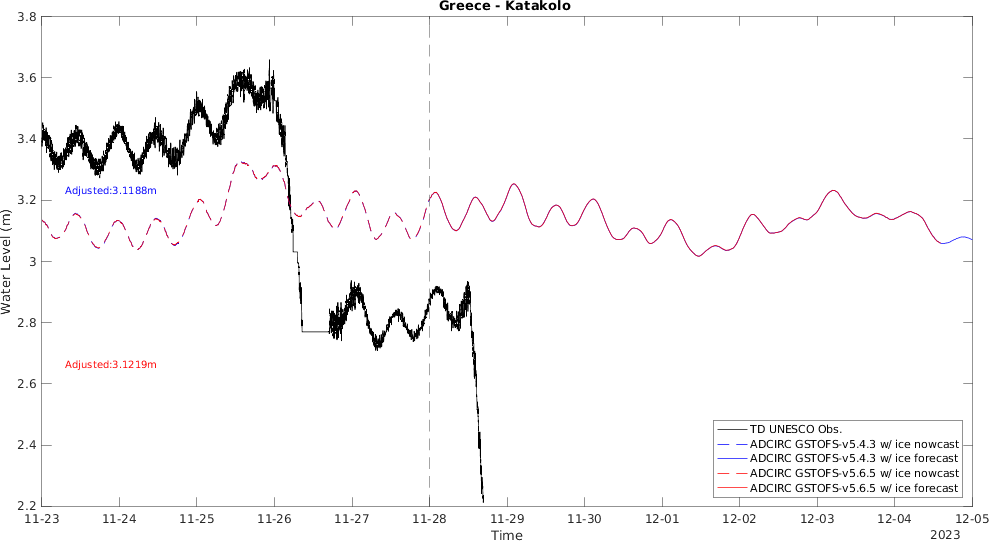 Greece - Katakolo
3.8
3.6
3.4
3.2
3
2.8
2.6
2.4
2.2
Water Level (m)
Adjusted:3.1188m
Adjusted:3.1219m
TD UNESCO Obs.
ADCIRC GSTOFS-v5.4.3 w/ ice nowcast
ADCIRC GSTOFS-v5.4.3 w/ ice forecast
ADCIRC GSTOFS-v5.6.5 w/ ice nowcast
ADCIRC GSTOFS-v5.6.5 w/ ice forecast
11-23 11-24 11-25 11-26 11-27 11-28 11-29 11-30 12-01 12-02 12-03 12-04 12-05
Time
2023